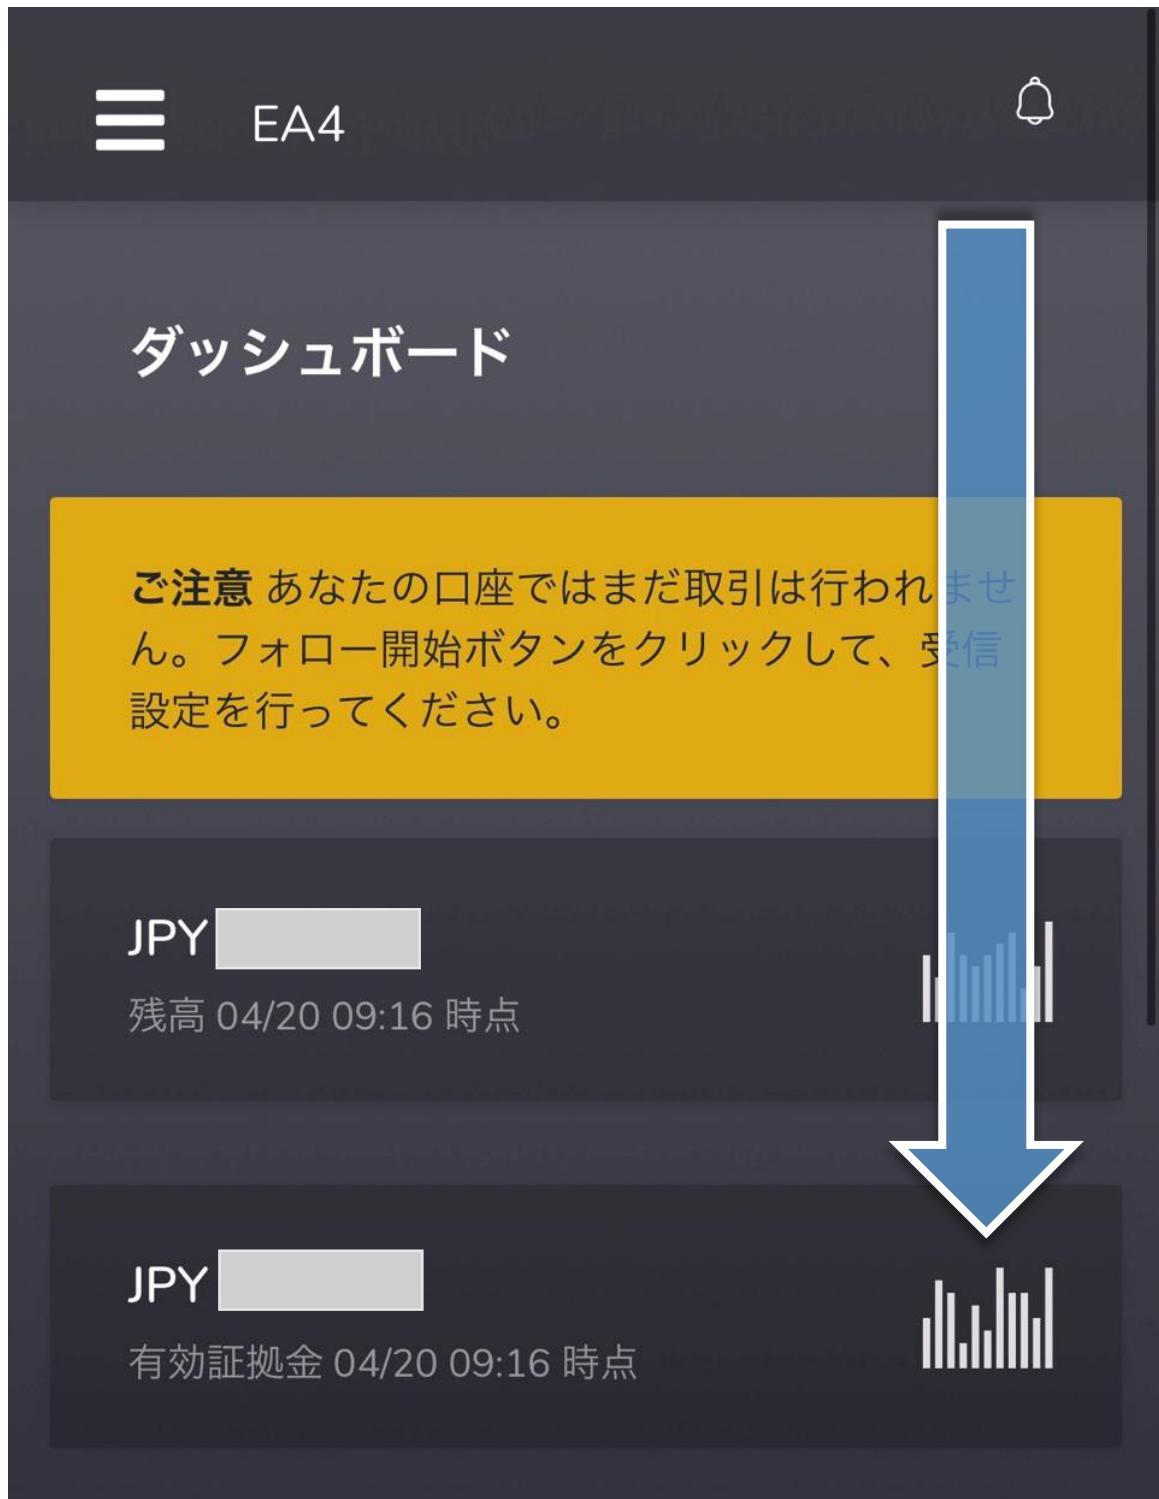 EA4
ダッシュボード
ご注意 あなたの口座ではまだ取引は行われませ
ん。フォロー開始ボタンをクリックして、受信
設定を行ってください。
JPY
残高 04/20 09:16 時点
JPY
有効証拠金 04/20 09:16 時点